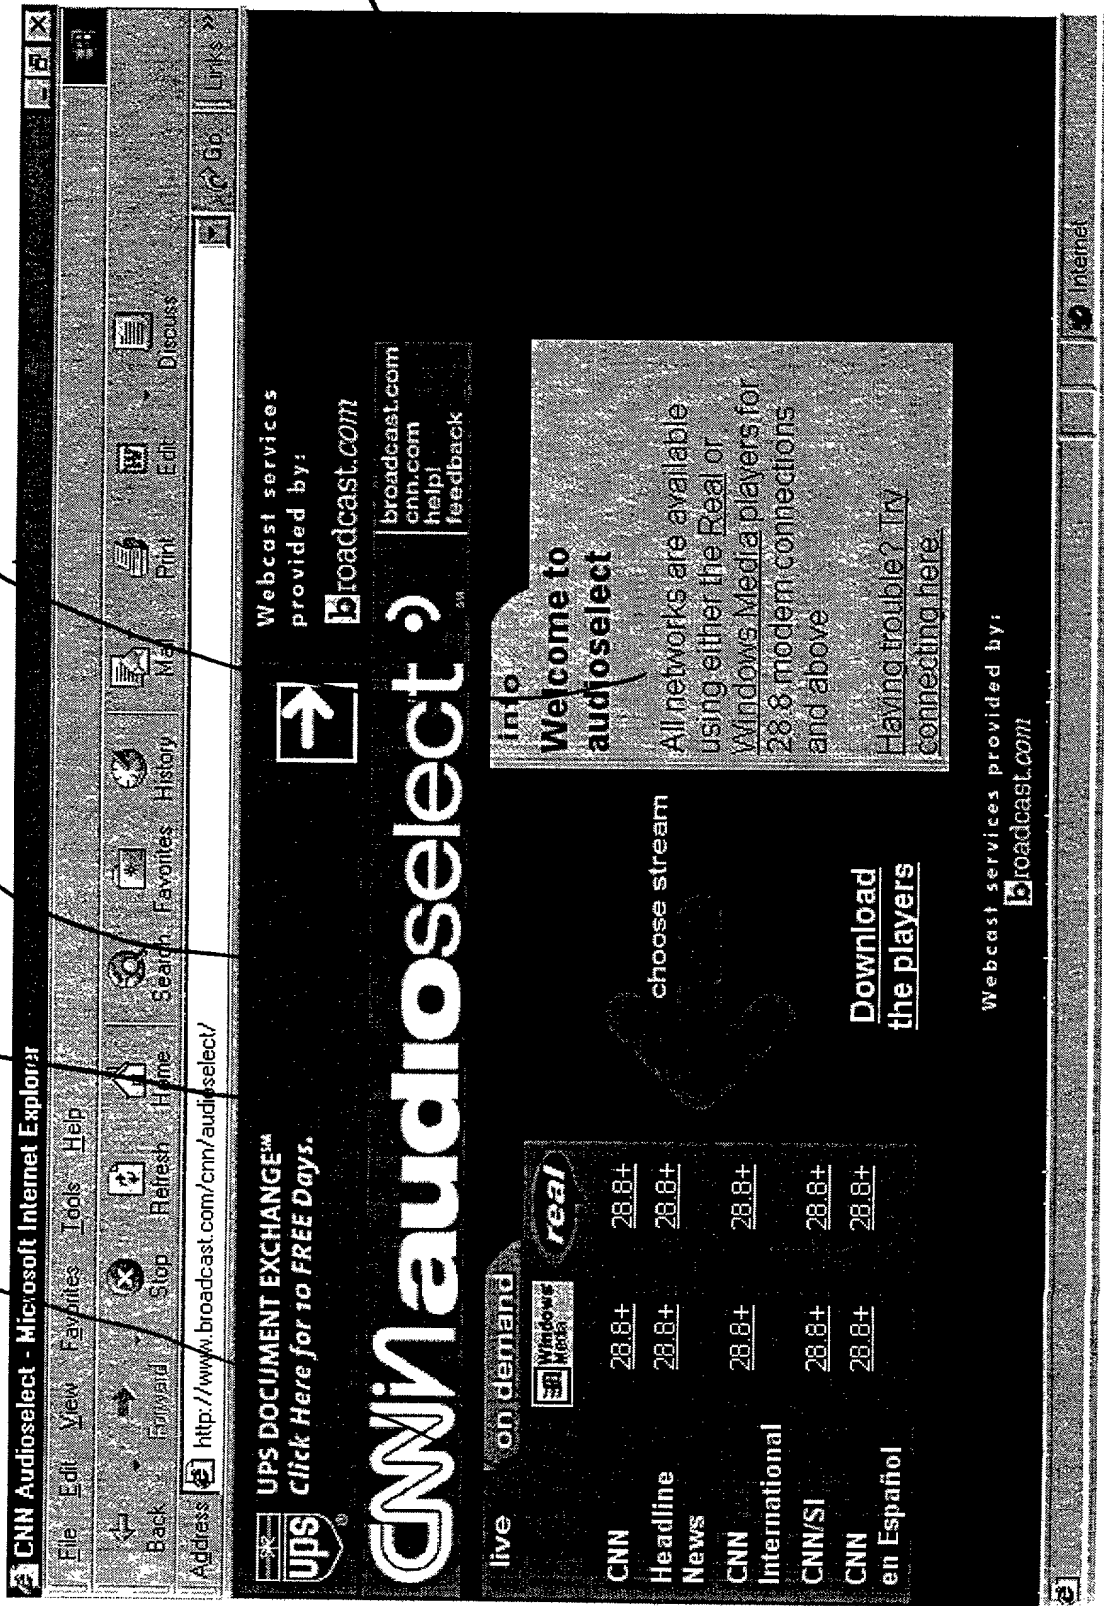 CNN Audioselect - Microsoft Internet Explorer
File Edit View Favorites Tools Help
Back Forward Stop Refresh Home Search Favorites History Mail Print Edit Discuss
Address http://www.broadcast.com/cnn/audioselect/ Go Links »
ups UPS DOCUMENT EXCHANGE℠
Click Here for 10 FREE Days.
Webcast services
provided by:
broadcast.com
CNN audioselect SM
broadcast.com
cnn.com
help!
feedback
live on demand
Windows Media real
CNN 28.8+ 28.8+
Headline News 28.8+ 28.8+
CNN International 28.8+ 28.8+
CNN/SI 28.8+ 28.8+
CNN en Español 28.8+ 28.8+
choose stream
Download
the players
info
Welcome to
audioselect
All networks are available
using either the Real or
Windows Media players for
28.8 modem connections
and above
Having trouble? Try
connecting here.
Webcast services provided by:
broadcast.com
Internet